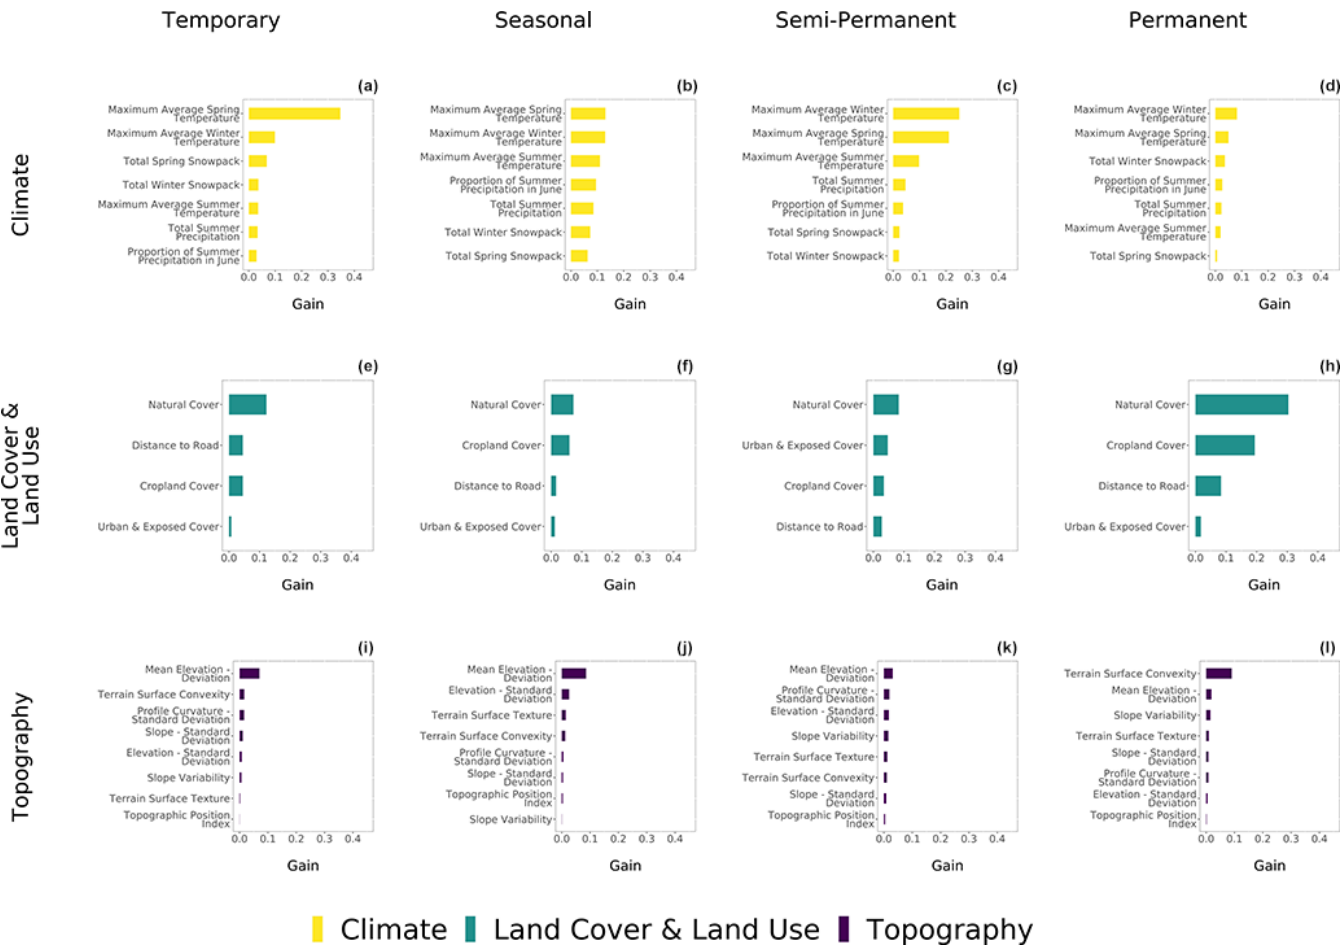 Temporary Seasonal Semi-Permanent Permanent
Climate
(a)
Maximum Average Spring
Temperature
Maximum Average Winter
Temperature
Total Spring Snowpack
Total Winter Snowpack
Maximum Average Summer
Temperature
Total Summer
Precipitation
Proportion of Summer
Precipitation in June
0.0 0.1 0.2 0.3 0.4
Gain
(b)
Maximum Average Spring
Temperature
Maximum Average Winter
Temperature
Maximum Average Summer
Temperature
Proportion of Summer
Precipitation in June
Total Summer
Precipitation
Total Winter Snowpack
Total Spring Snowpack
0.0 0.1 0.2 0.3 0.4
Gain
(c)
Maximum Average Winter
Temperature
Maximum Average Spring
Temperature
Maximum Average Summer
Temperature
Total Summer
Precipitation
Proportion of Summer
Precipitation in June
Total Spring Snowpack
Total Winter Snowpack
0.0 0.1 0.2 0.3 0.4
Gain
(d)
Maximum Average Winter
Temperature
Maximum Average Spring
Temperature
Total Winter Snowpack
Proportion of Summer
Precipitation in June
Total Summer
Precipitation
Maximum Average Summer
Temperature
Total Spring Snowpack
0.0 0.1 0.2 0.3 0.4
Gain
Land Cover &
Land Use
(e)
Natural Cover
Distance to Road
Cropland Cover
Urban & Exposed Cover
0.0 0.1 0.2 0.3 0.4
Gain
(f)
Natural Cover
Cropland Cover
Distance to Road
Urban & Exposed Cover
0.0 0.1 0.2 0.3 0.4
Gain
(g)
Natural Cover
Urban & Exposed Cover
Cropland Cover
Distance to Road
0.0 0.1 0.2 0.3 0.4
Gain
(h)
Natural Cover
Cropland Cover
Distance to Road
Urban & Exposed Cover
0.0 0.1 0.2 0.3 0.4
Gain
Topography
(i)
Mean Elevation -
Deviation
Terrain Surface Convexity
Profile Curvature -
Standard Deviation
Slope - Standard
Deviation
Elevation - Standard
Deviation
Slope Variability
Terrain Surface Texture
Topographic Position
Index
0.0 0.1 0.2 0.3 0.4
Gain
(j)
Mean Elevation -
Deviation
Elevation - Standard
Deviation
Terrain Surface Texture
Terrain Surface Convexity
Profile Curvature -
Standard Deviation
Slope - Standard
Deviation
Topographic Position
Index
Slope Variability
0.0 0.1 0.2 0.3 0.4
Gain
(k)
Mean Elevation -
Deviation
Profile Curvature -
Standard Deviation
Elevation - Standard
Deviation
Slope Variability
Terrain Surface Texture
Terrain Surface Convexity
Slope - Standard
Deviation
Topographic Position
Index
0.0 0.1 0.2 0.3 0.4
Gain
(l)
Terrain Surface Convexity
Mean Elevation -
Deviation
Slope Variability
Terrain Surface Texture
Slope - Standard
Deviation
Profile Curvature -
Standard Deviation
Elevation - Standard
Deviation
Topographic Position
Index
0.0 0.1 0.2 0.3 0.4
Gain
Climate Land Cover & Land Use Topography